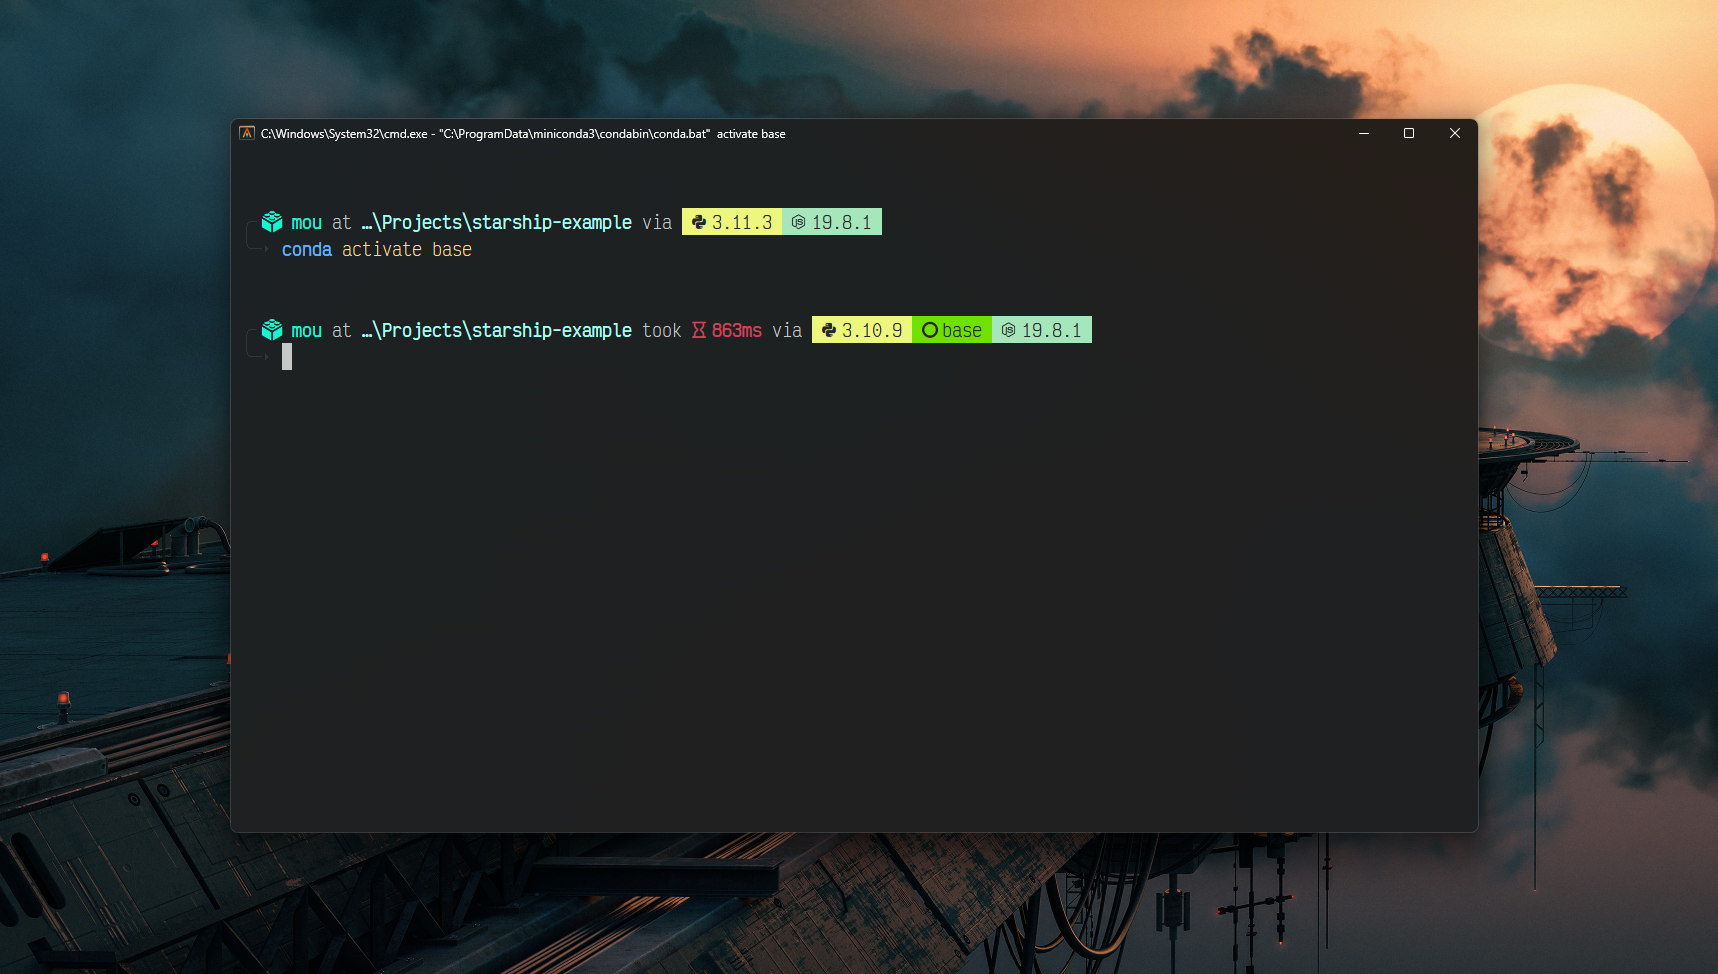 C:\Windows\System32\cmd.exe - "C:\ProgramData\miniconda3\condabin\conda.bat"  activate base
mou at …\Projects\starship-example via 3.11.3 19.8.1
conda activate base
mou at …\Projects\starship-example took 863ms via 3.10.9 base 19.8.1